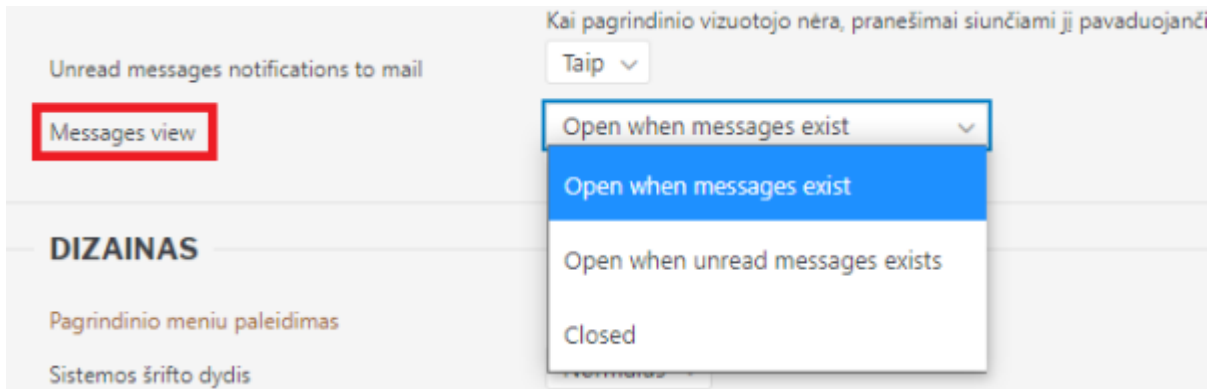 Kai pagrindinio vizuotojo nėra, pranešimai siunčiami jį pavaduojanči
Unread messages notifications to mail
Taip
Messages view
Open when messages exist
Open when messages exist
Open when unread messages exists
Closed
DIZAINAS
Pagrindinio meniu paleidimas
Sistemos šrifto dydis